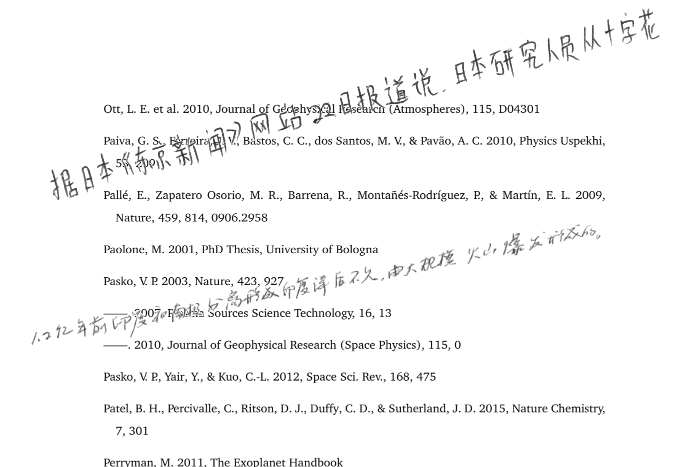 据日本《东京新闻》网站22日报道说,日本研究人员从十字花
Ott, L. E. et al. 2010, Journal of Geophysical Research (Atmospheres), 115, D04301
Paiva, G. S., Ferreira, J. V., Bastos, C. C., dos Santos, M. V., & Pavão, A. C. 2010, Physics Uspekhi,
53, 209
Pallé, E., Zapatero Osorio, M. R., Barrena, R., Montañés-Rodríguez, P., & Martín, E. L. 2009,
Nature, 459, 814, 0906.2958
Paolone, M. 2001, PhD Thesis, University of Bologna
Pasko, V. P. 2003, Nature, 423, 927
1.2亿年前印度和南极分离形成印度洋后不久,由大规模火山爆发形成的。
——. 2007, Plasma Sources Science Technology, 16, 13
——. 2010, Journal of Geophysical Research (Space Physics), 115, 0
Pasko, V. P., Yair, Y., & Kuo, C.-L. 2012, Space Sci. Rev., 168, 475
Patel, B. H., Percivalle, C., Ritson, D. J., Duffy, C. D., & Sutherland, J. D. 2015, Nature Chemistry,
7, 301
Perryman, M. 2011, The Exoplanet Handbook